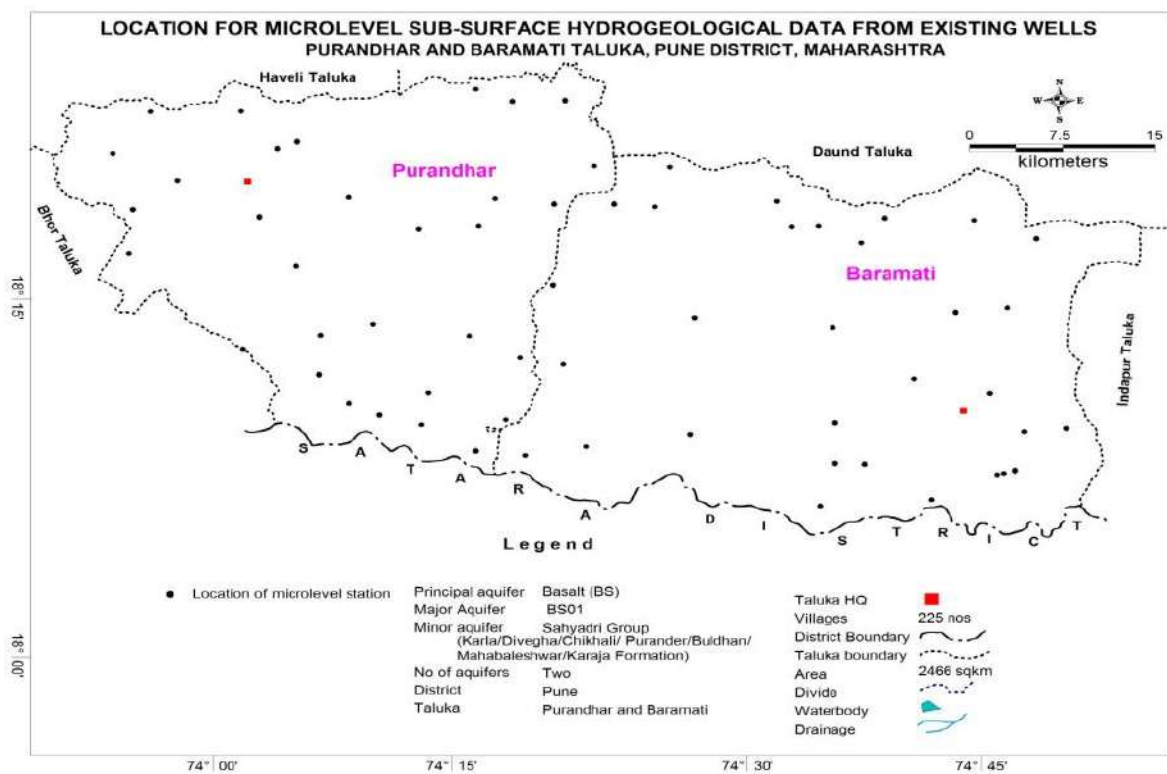 LOCATION FOR MICROLEVEL SUB-SURFACE HYDROGEOLOGICAL DATA FROM EXISTING WELLS
PURANDHAR AND BARAMATI TALUKA, PUNE DISTRICT, MAHARASHTRA
Haveli Taluka
N
W E
S
0 7.5 15
kilometers
Daund Taluka
Purandhar
Bhor Taluka
Baramati
18° 15'
Indapur Taluka
S A T A R A D I S T R I C T
Legend
Location of microlevel station
Principal aquifer Basalt (BS)
Major Aquifer BS01
Minor aquifer Sahyadri Group
(Karla/Divegha/Chikhali/ Purander/Buldhan/
Mahabaleshwar/Karaja Formation)
No of aquifers Two
District Pune
Taluka Purandhar and Baramati
Taluka HQ
Villages 225 nos
District Boundary
Taluka boundary
Area 2466 sqkm
Divide
Waterbody
Drainage
18° 00'
74° 00' 74° 15' 74° 30' 74° 45'